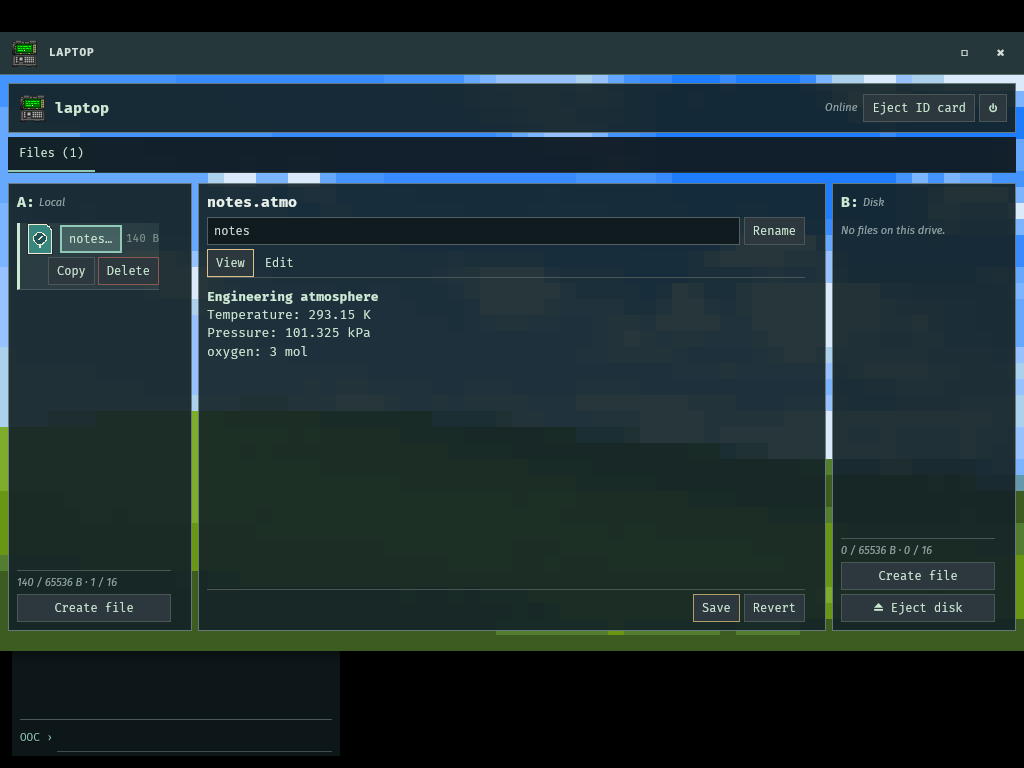 LAPTOP
laptop
Online
Eject ID card
Files (1)
A: Local
notes…
140 B
Copy
Delete
140 / 65536 B · 1 / 16
Create file
notes.atmo
notes
Rename
View
Edit
Engineering atmosphere
Temperature: 293.15 K
Pressure: 101.325 kPa
oxygen: 3 mol
Save
Revert
B: Disk
No files on this drive.
0 / 65536 B · 0 / 16
Create file
⏏ Eject disk
OOC ›